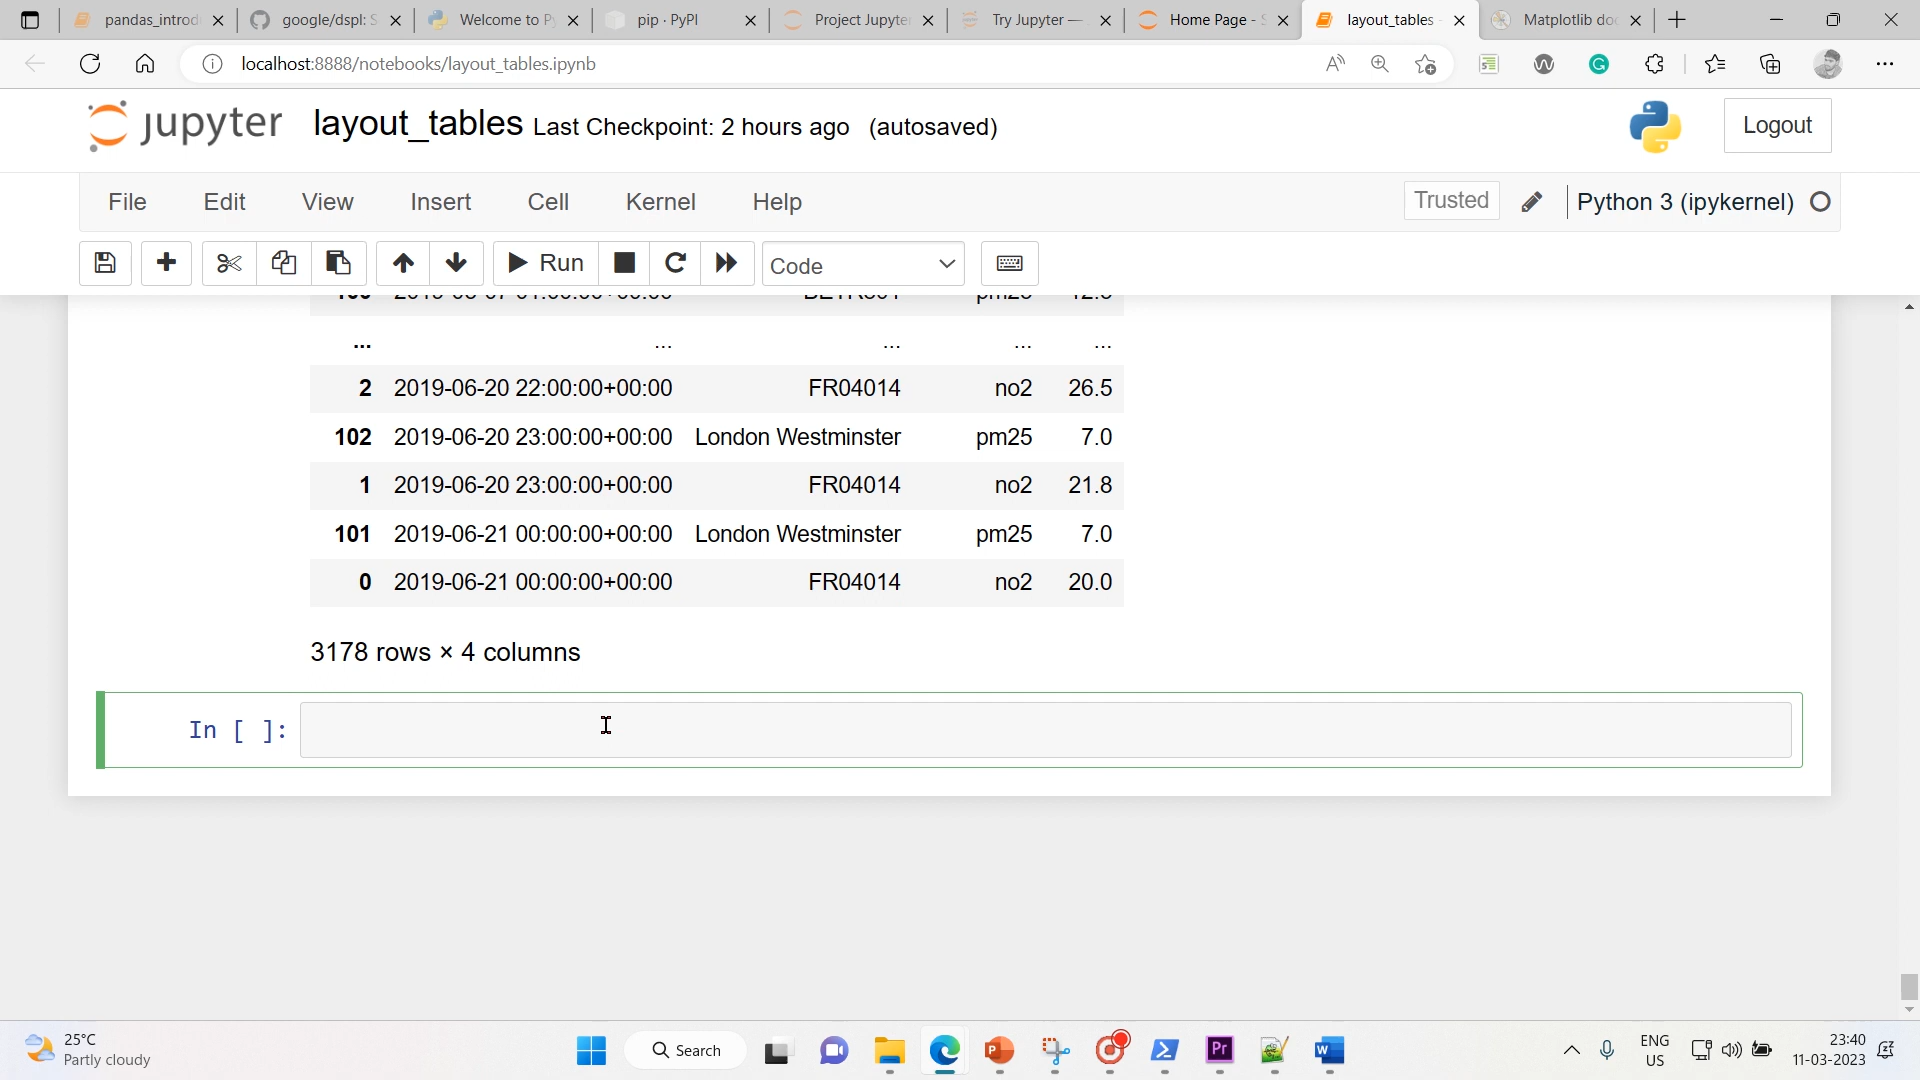 pandas_introd
google/dspl: S
Welcome to Py
pip · PyPI
Project Jupyte
Try Jupyter —
Home Page - S
layout_tables -
Matplotlib doc
localhost:8888/notebooks/layout_tables.ipynb
jupyter layout_tables Last Checkpoint: 2 hours ago (autosaved)
Logout
File Edit View Insert Cell Kernel Help
Trusted Python 3 (ipykernel)
Run Code
... ... ... ... ...
2 2019-06-20 22:00:00+00:00 FR04014 no2 26.5
102 2019-06-20 23:00:00+00:00 London Westminster pm25 7.0
1 2019-06-20 23:00:00+00:00 FR04014 no2 21.8
101 2019-06-21 00:00:00+00:00 London Westminster pm25 7.0
0 2019-06-21 00:00:00+00:00 FR04014 no2 20.0
3178 rows × 4 columns
In [ ]:
25°C
Partly cloudy
Search
Pr
ENG
US
23:40
11-03-2023